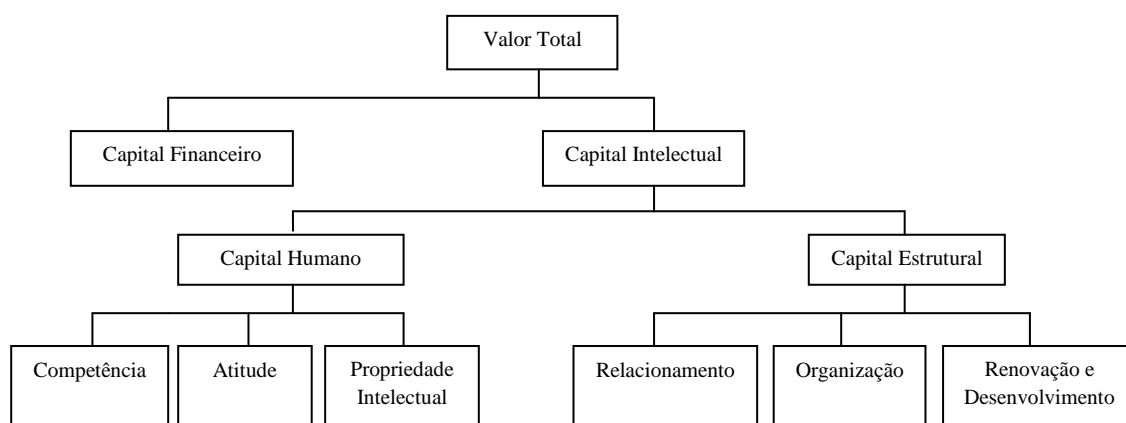 Valor Total
Capital Financeiro
Capital Intelectual
Capital Humano
Capital Estrutural
Competência
Atitude
Propriedade
Intelectual
Relacionamento
Organização
Renovação e
Desenvolvimento